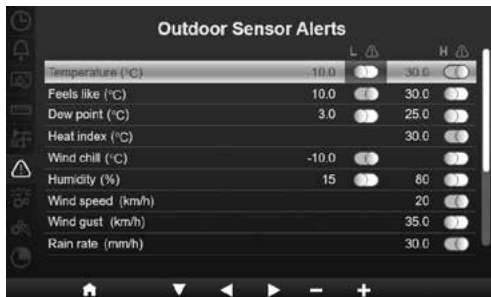 Outdoor Sensor Alerts
L H
Temperature (°C) 10.0 30.0
Feels like (°C) 10.0 30.0
Dew point (°C) 3.0 25.0
Heat index (°C) 30.0
Wind chill (°C) -10.0
Humidity (%) 15 80
Wind speed (km/h) 20
Wind gust (km/h) 35.0
Rain rate (mm/h) 30.0